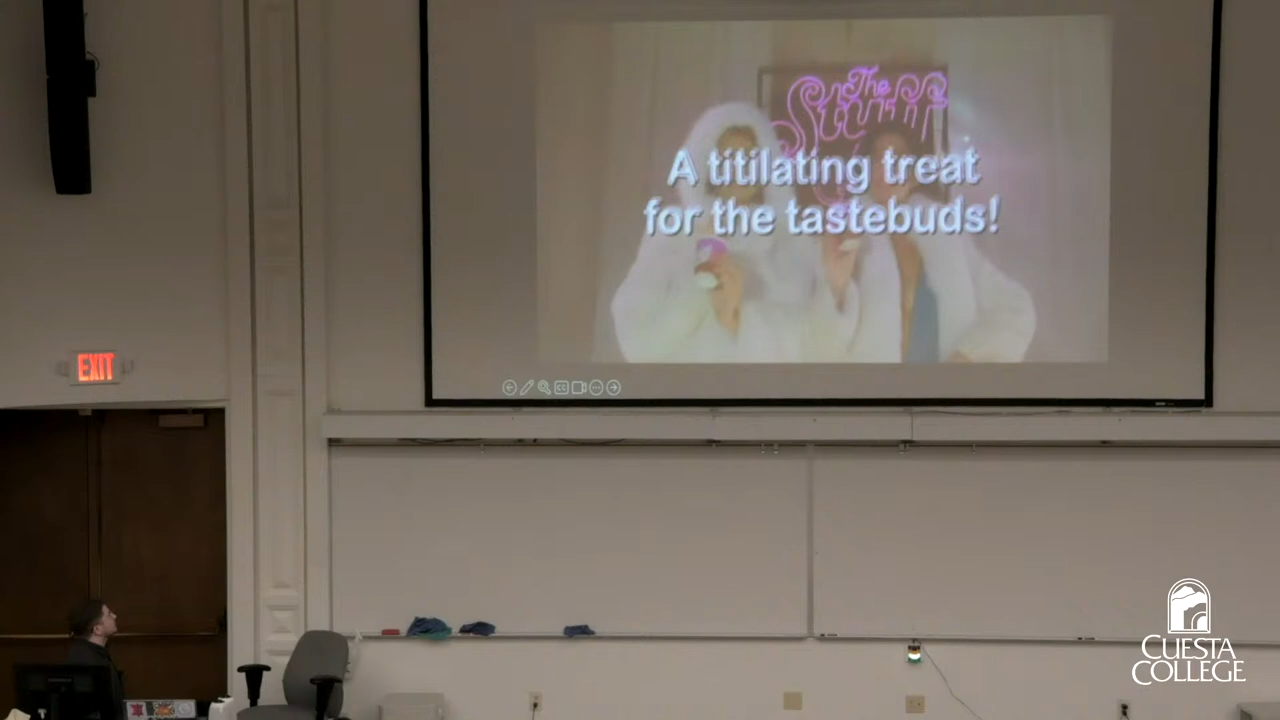 The
Stuff
A titilating treat
for the tastebuds!
EXIT
CUESTA
COLLEGE